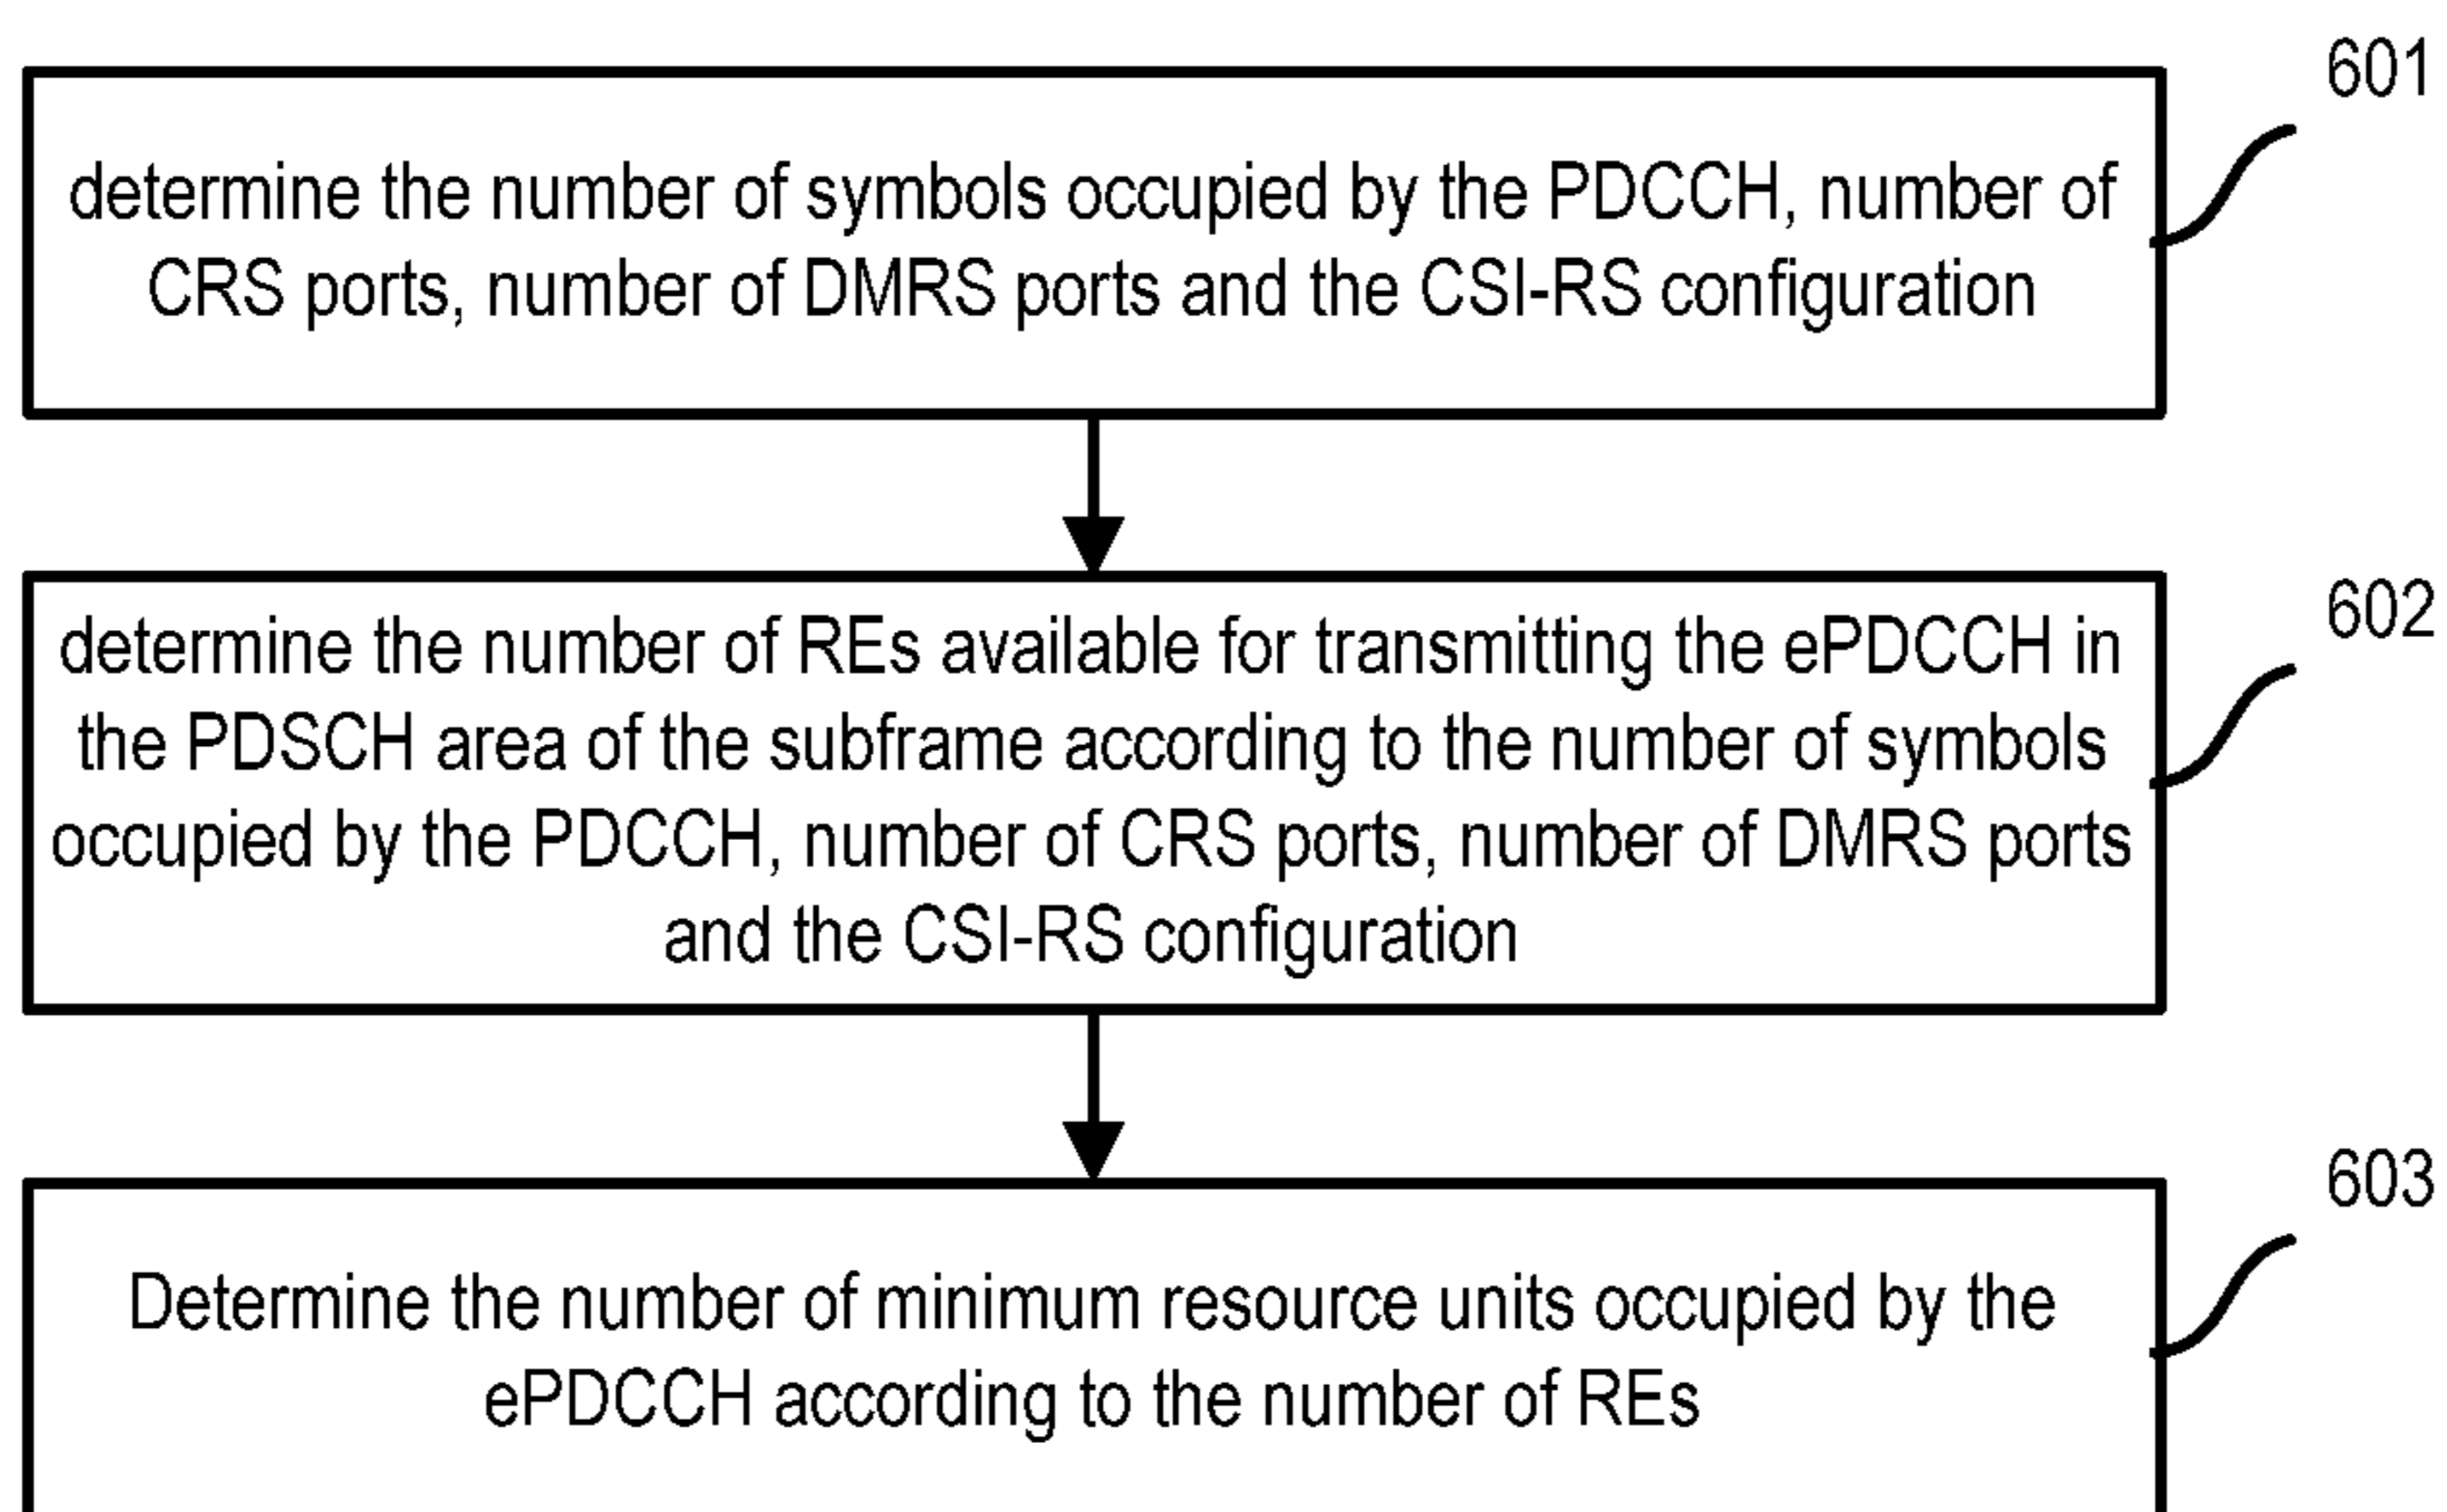 601
determine the number of symbols occupied by the PDCCH, number of
CRS ports, number of DMRS ports and the CSI-RS configuration
602
determine the number of REs available for transmitting the ePDCCH in
the PDSCH area of the subframe according to the number of symbols
occupied by the PDCCH, number of CRS ports, number of DMRS ports
and the CSI-RS configuration
603
Determine the number of minimum resource units occupied by the
ePDCCH according to the number of REs